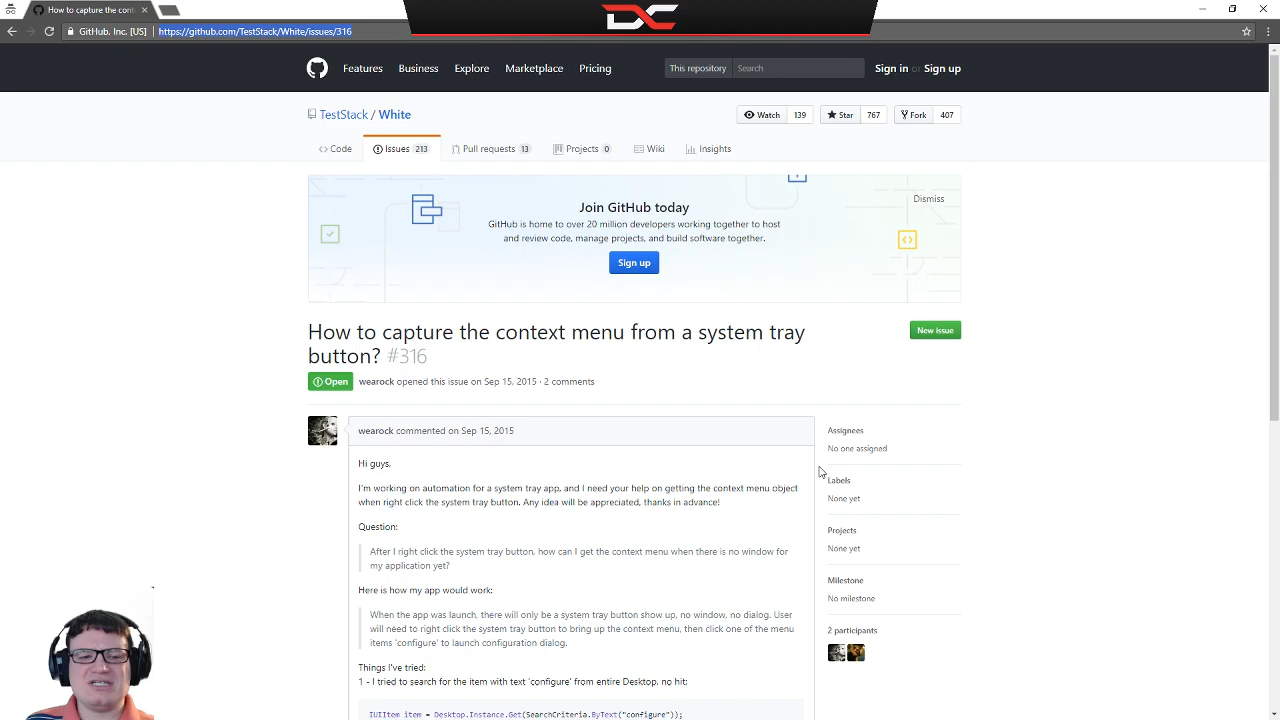 How to capture the cont
DC
GitHub, Inc. [US]
https://github.com/TestStack/White/issues/316
Features
Business
Explore
Marketplace
Pricing
This repository
Search
Sign in or Sign up
TestStack / White
Watch 139
Star 767
Fork 407
Code
Issues 213
Pull requests 13
Projects 0
Wiki
Insights
Join GitHub today
Dismiss
GitHub is home to over 20 million developers working together to host
and review code, manage projects, and build software together.
Sign up
How to capture the context menu from a system tray
button? #316
New issue
Open
wearock opened this issue on Sep 15, 2015 · 2 comments
wearock commented on Sep 15, 2015
Hi guys,
I'm working on automation for a system tray app, and I need your help on getting the context menu object
when right click the system tray button. Any idea will be appreciated, thanks in advance!
Question:
After I right click the system tray button, how can I get the context menu when there is no window for
my application yet?
Here is how my app would work:
When the app was launch, there will only be a system tray button show up, no window, no dialog. User
will need to right click the system tray button to bring up the context menu, then click one of the menu
items 'configure' to launch configuration dialog.
Things I've tried:
1 - I tried to search for the item with text 'configure' from entire Desktop, no hit:
IUIItem item = Desktop.Instance.Get(SearchCriteria.ByText("configure"));
Assignees
No one assigned
Labels
None yet
Projects
None yet
Milestone
No milestone
2 participants